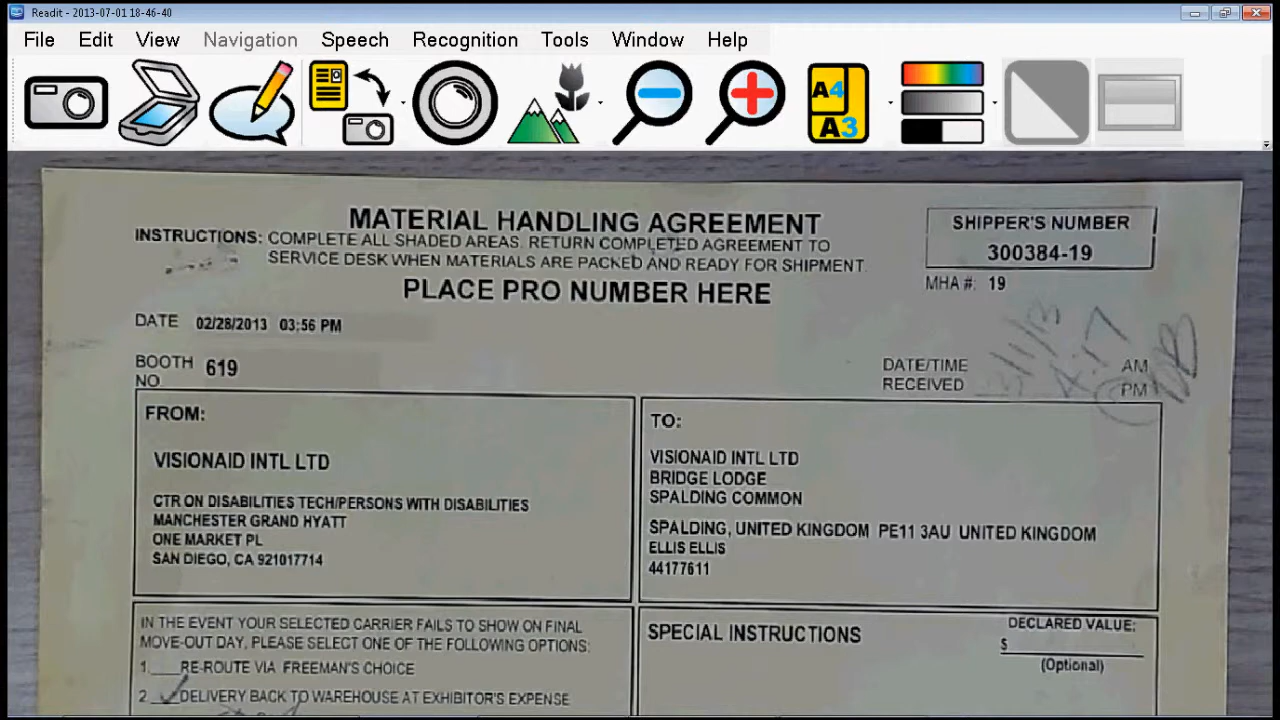 Readit - 2013-07-01 18-46-40
File Edit View Navigation Speech Recognition Tools Window Help
A4
A3
MATERIAL HANDLING AGREEMENT
INSTRUCTIONS: COMPLETE ALL SHADED AREAS. RETURN COMPLETED AGREEMENT TO
SERVICE DESK WHEN MATERIALS ARE PACKED AND READY FOR SHIPMENT.
PLACE PRO NUMBER HERE
SHIPPER'S NUMBER
300384-19
MHA #: 19
DATE 02/28/2013 03:56 PM
BOOTH NO. 619
DATE/TIME
RECEIVED
3/1/13
4:17
AM
PM
FROM:
VISIONAID INTL LTD
CTR ON DISABILITIES TECH/PERSONS WITH DISABILITIES
MANCHESTER GRAND HYATT
ONE MARKET PL
SAN DIEGO, CA 921017714
TO:
VISIONAID INTL LTD
BRIDGE LODGE
SPALDING COMMON
SPALDING, UNITED KINGDOM PE11 3AU UNITED KINGDOM
ELLIS ELLIS
44177611
IN THE EVENT YOUR SELECTED CARRIER FAILS TO SHOW ON FINAL
MOVE-OUT DAY, PLEASE SELECT ONE OF THE FOLLOWING OPTIONS:
1.___RE-ROUTE VIA FREEMAN'S CHOICE
2.___DELIVERY BACK TO WAREHOUSE AT EXHIBITOR'S EXPENSE
SPECIAL INSTRUCTIONS
DECLARED VALUE:
$
(Optional)